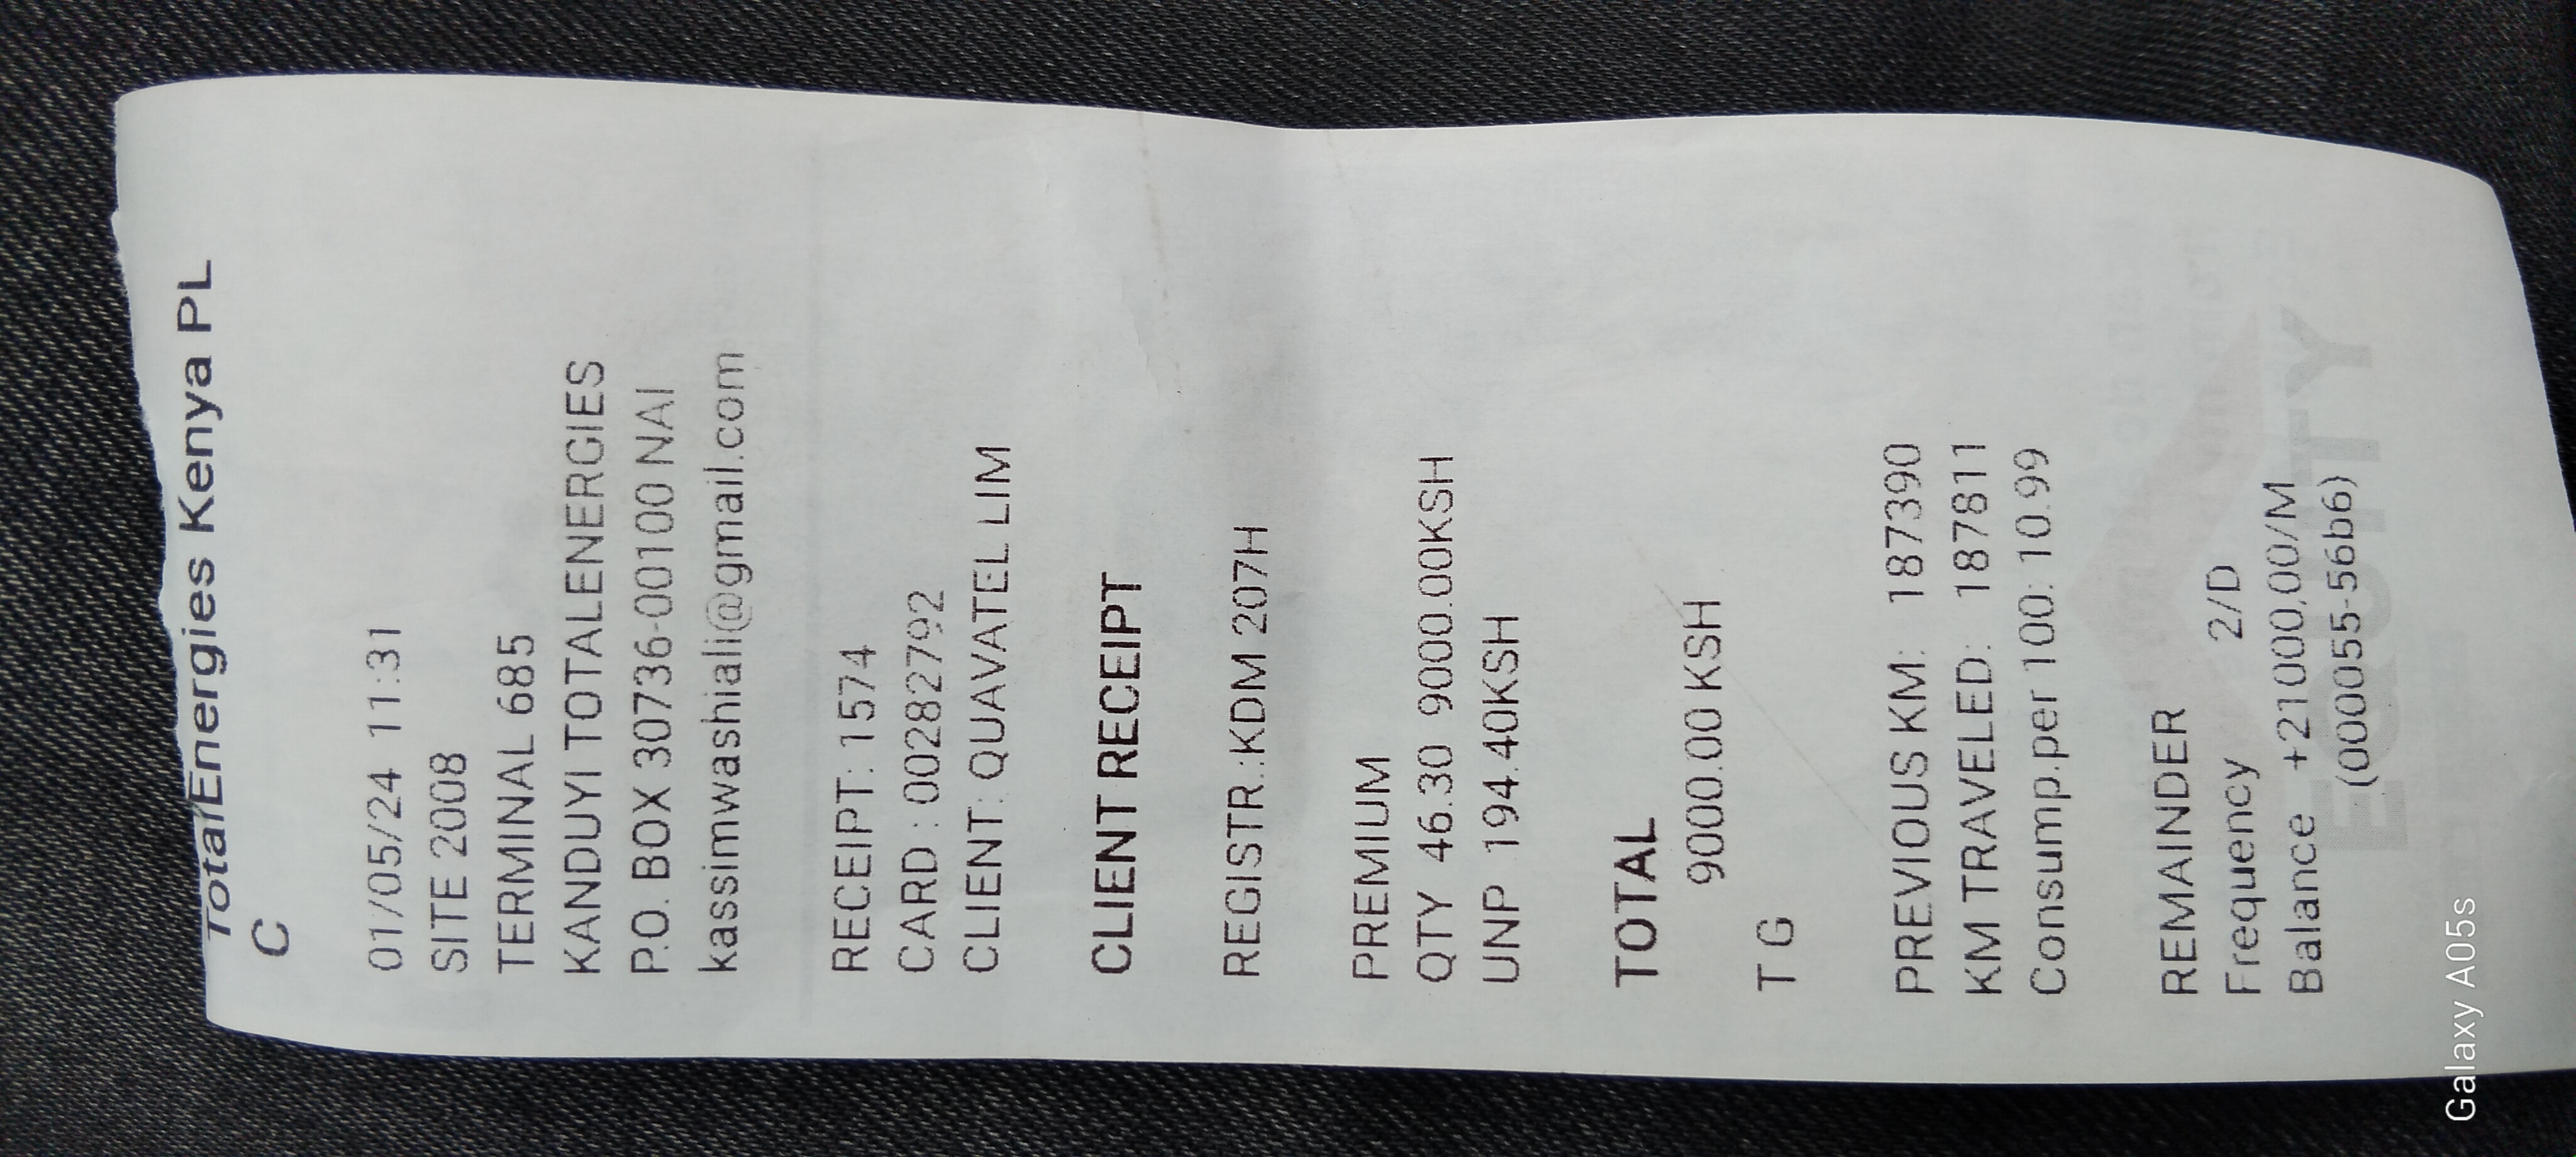 TotalEnergies Kenya PL
C
01/05/24 11:31
SITE 2008
TERMINAL 685
KANDUYI TOTALENERGIES
P.O. BOX 30736-00100 NAI
kassimwashiali@gmail.com
RECEIPT: 1574
CARD : 00282792
CLIENT: QUAVATEL LIM
CLIENT RECEIPT
REGISTR.:KDM 207H
PREMIUM
QTY 46.30 9000.00KSH
UNP 194.40KSH
TOTAL
9000.00 KSH
T G
PREVIOUS KM: 187390
KM TRAVELED: 187811
Consump.per 100: 10.99
REMAINDER
Frequency 2/D
Balance +21000,00/M
(000055-56b6)
EQUITY
Galaxy A05s